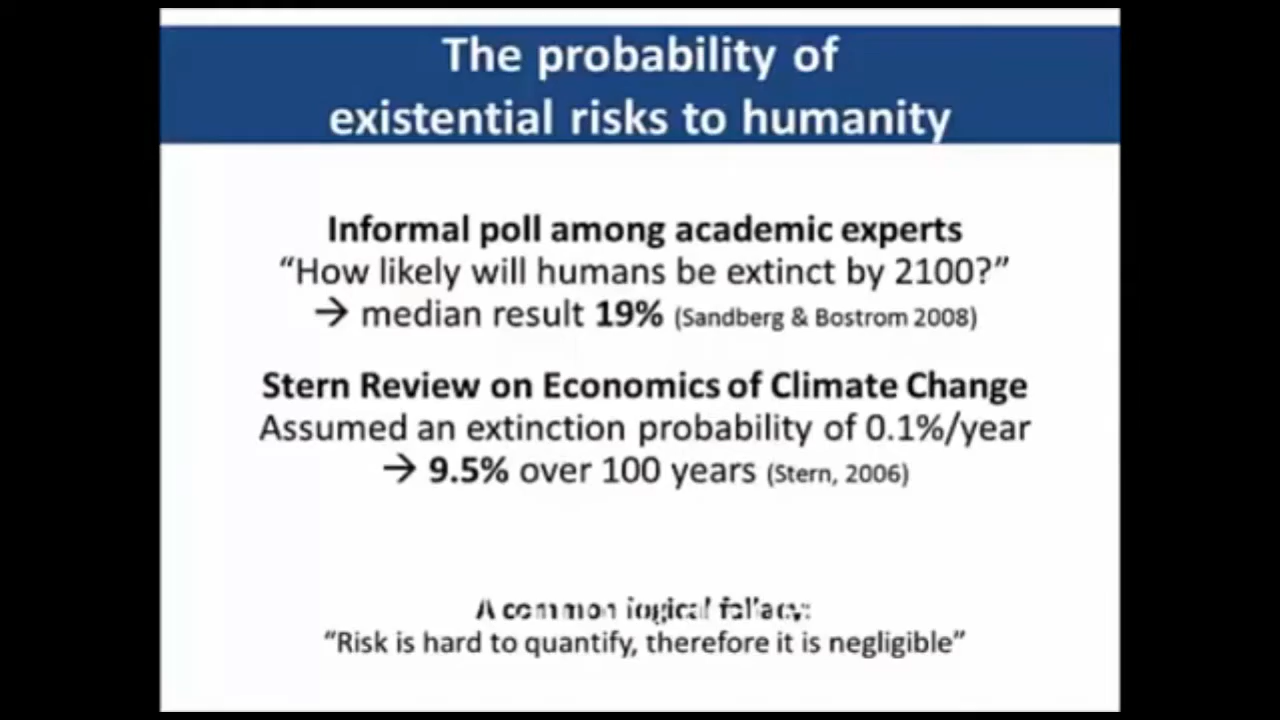 The probability of
existential risks to humanity
Informal poll among academic experts
“How likely will humans be extinct by 2100?”
→ median result 19% (Sandberg & Bostrom 2008)
Stern Review on Economics of Climate Change
Assumed an extinction probability of 0.1%/year
→ 9.5% over 100 years (Stern, 2006)
A common logical fallacy:
“Risk is hard to quantify, therefore it is negligible”